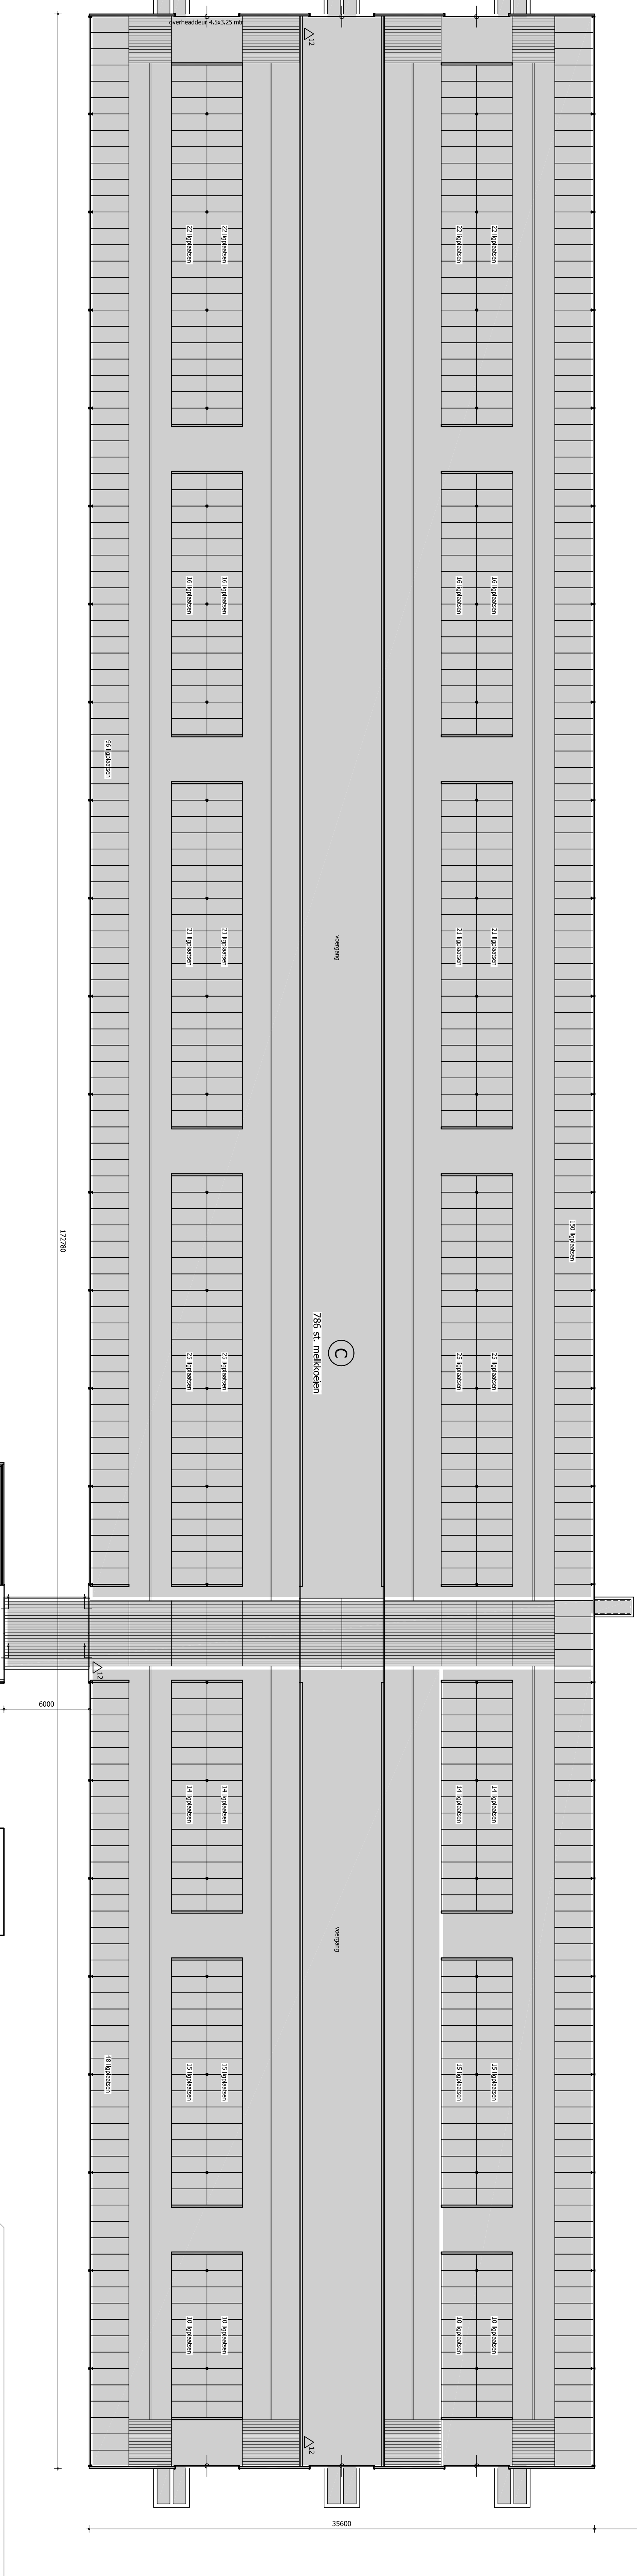 overheaddeur 4.5x3.25 mtr
12
22 ligplaatsen
22 ligplaatsen
22 ligplaatsen
22 ligplaatsen
16 ligplaatsen
16 ligplaatsen
16 ligplaatsen
16 ligplaatsen
96 ligplaatsen
21 ligplaatsen
21 ligplaatsen
voergang
21 ligplaatsen
21 ligplaatsen
172780
150 ligplaatsen
786 st. melkkoeien
C
25 ligplaatsen
25 ligplaatsen
25 ligplaatsen
25 ligplaatsen
12
6000
14 ligplaatsen
14 ligplaatsen
14 ligplaatsen
14 ligplaatsen
voergang
48 ligplaatsen
15 ligplaatsen
15 ligplaatsen
15 ligplaatsen
15 ligplaatsen
10 ligplaatsen
10 ligplaatsen
10 ligplaatsen
10 ligplaatsen
12
35600